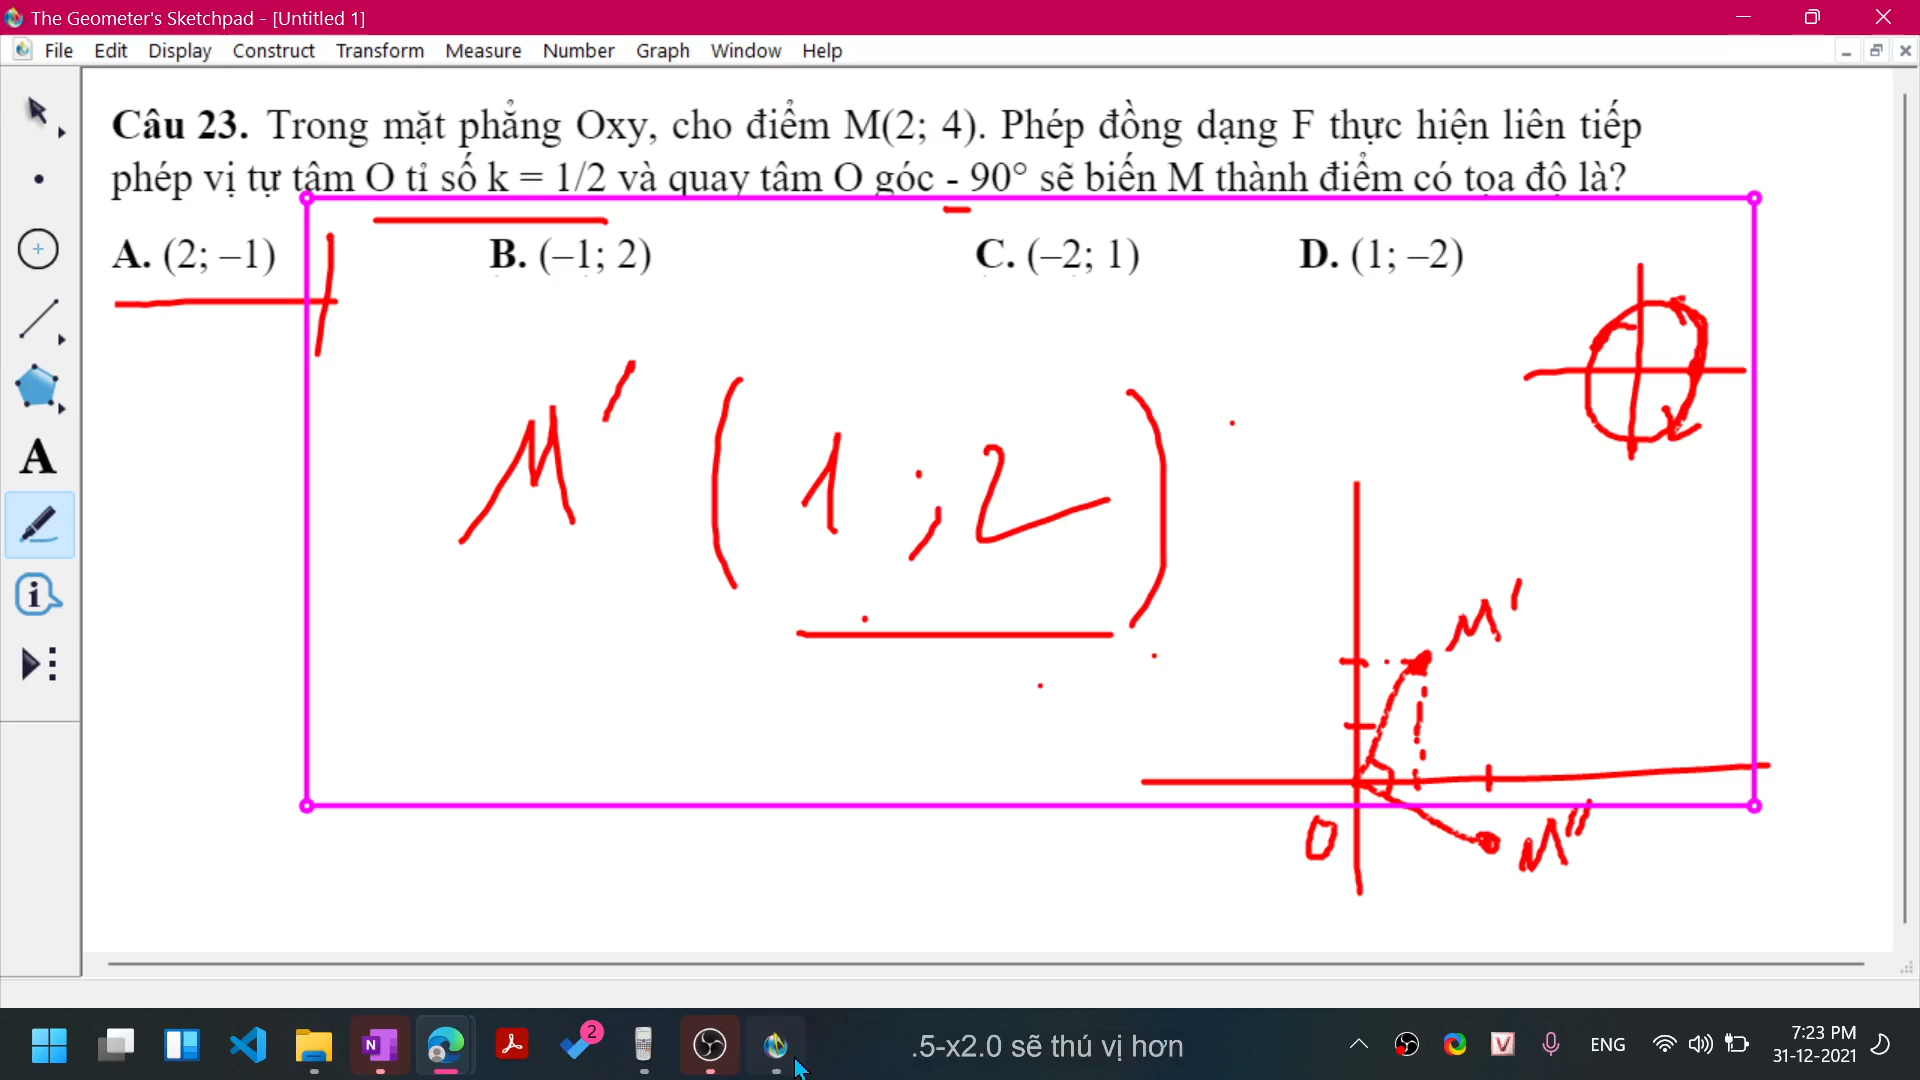 The Geometer's Sketchpad - [Untitled 1]
File Edit Display Construct Transform Measure Number Graph Window Help
Câu 23. Trong mặt phẳng Oxy, cho điểm M(2; 4). Phép đồng dạng F thực hiện liên tiếp
phép vị tự tâm O tỉ số k = 1/2 và quay tâm O góc - 90° sẽ biến M thành điểm có tọa độ là?
A. (2; –1) B. (–1; 2) C. (–2; 1) D. (1; –2)
M' (1 ; 2)
M'
O
M''
A
i
N
2
.5-x2.0 sẽ thú vị hơn
V
ENG
7:23 PM
31-12-2021